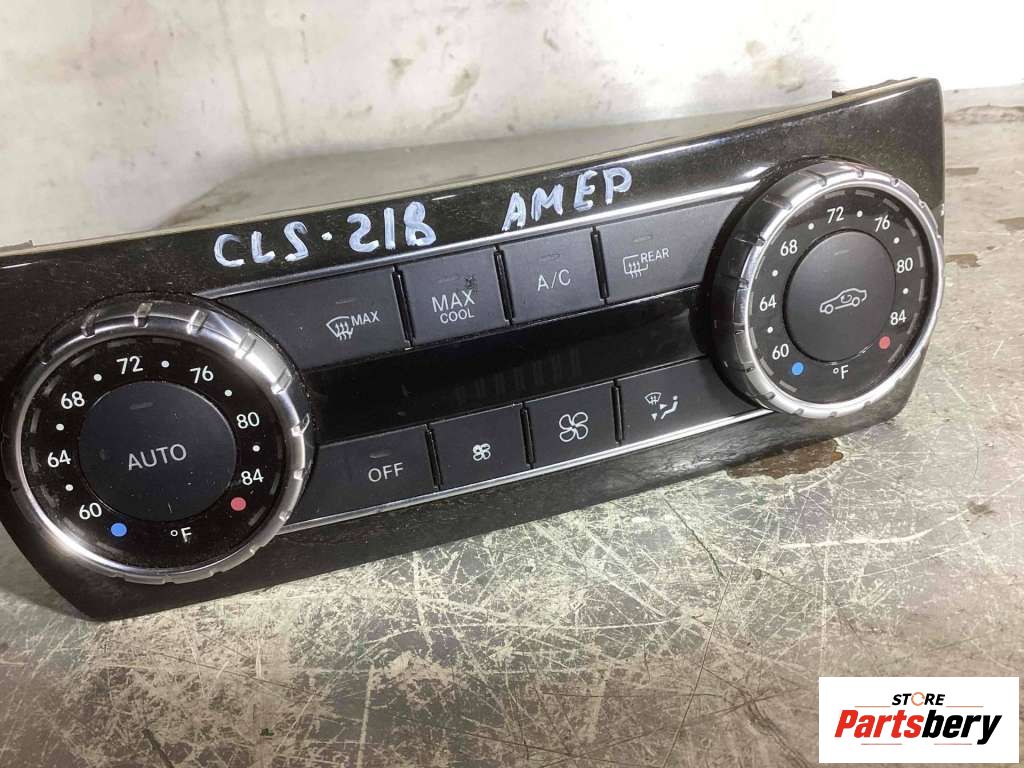 CLS-218 АМЕР
MAX MAX COOL A/C REAR
72 76 68 80 64 84 60 °F
72 76 68 80 64 84 60 °F
AUTO
OFF
STORE
Partsbery